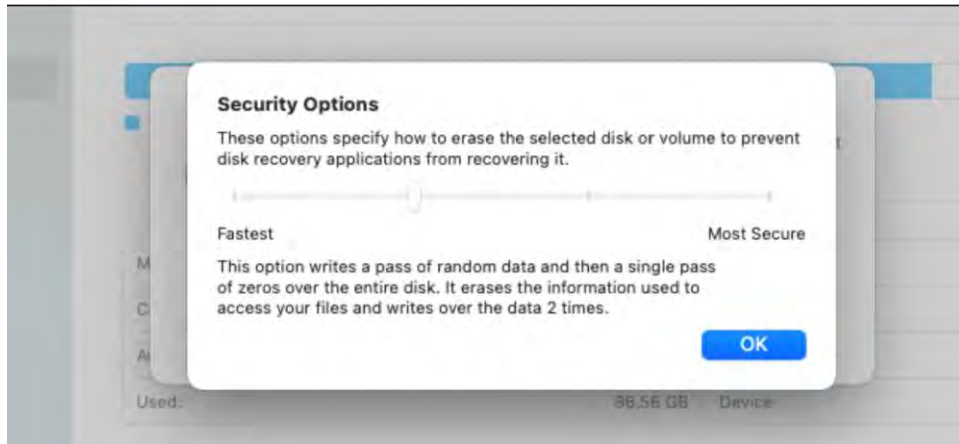 Security Options
These options specify how to erase the selected disk or volume to prevent
disk recovery applications from recovering it.
Fastest Most Secure
This option writes a pass of random data and then a single pass
of zeros over the entire disk. It erases the information used to
access your files and writes over the data 2 times.
OK
Used: 86.56 GB Device: